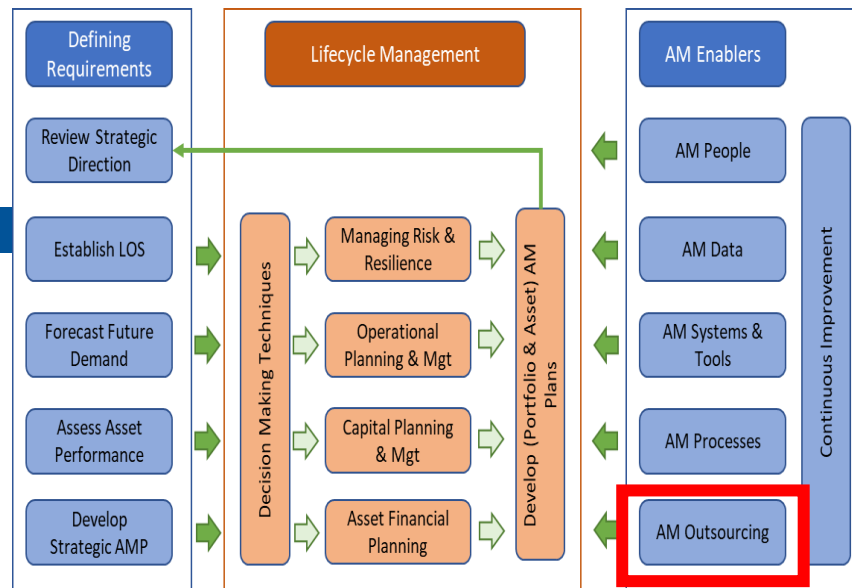 Defining
Requirements
Review Strategic
Direction
Establish LOS
Forecast Future
Demand
Assess Asset
Performance
Develop
Strategic AMP
Lifecycle Management
Decision Making Techniques
Managing Risk &
Resilience
Operational
Planning & Mgt
Capital Planning
& Mgt
Asset Financial
Planning
Develop (Portfolio & Asset) AM
Plans
AM Enablers
AM People
AM Data
AM Systems &
Tools
AM Processes
AM Outsourcing
Continuous Improvement